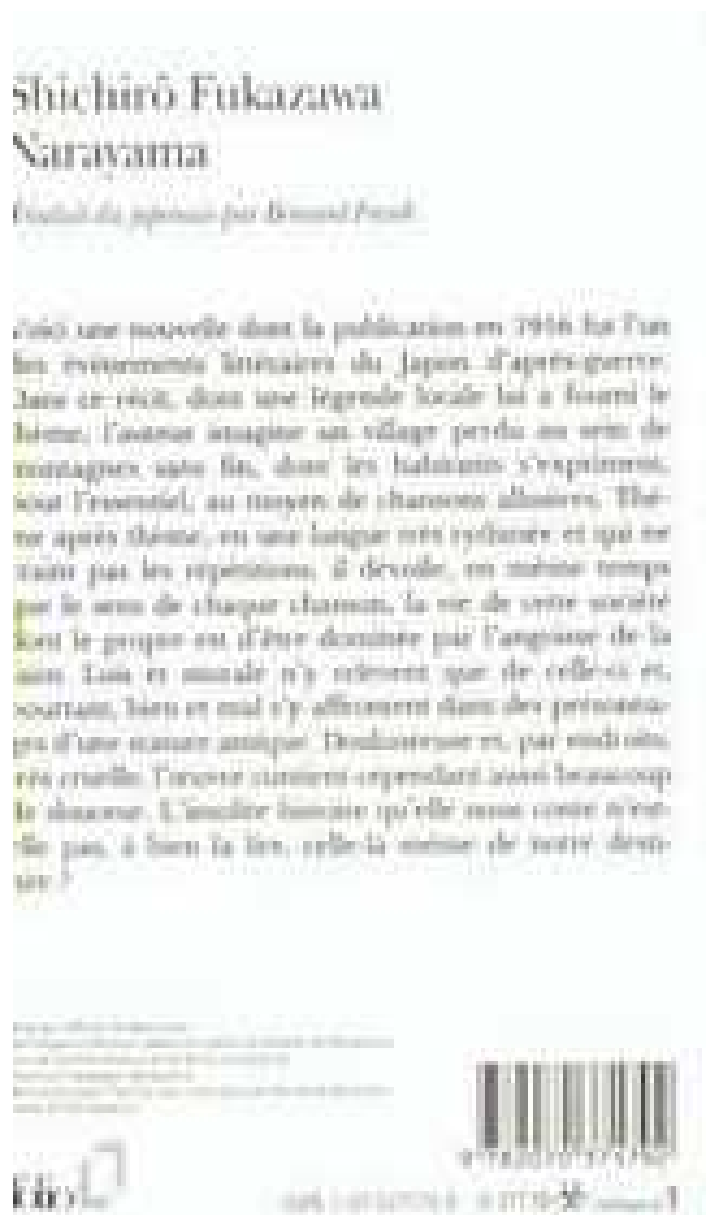 Shichirô Fukazawa
Narayama
Traduit du japonais par Bernard Frank
Voici une nouvelle dont la publication en 1956 fut l'un
des événements littéraires du Japon d'après-guerre.
Dans ce récit, dont une légende locale lui a fourni le
thème, l'auteur imagine un village perdu au sein de
montagnes sans fin, dont les habitants s'expriment,
pour l'essentiel, au moyen de chansons allusives. Thè-
me après thème, en une langue très rythmée et qui ne
craint pas les répétitions, il dévoile, en même temps
que le sens de chaque chanson, la vie de cette société
dont le propre est d'être dominée par l'angoisse de la
faim. Lois et morale n'y relèvent que de celle-ci et,
pourtant, bien et mal s'y affrontent dans des personna-
ges d'une stature antique. Douloureuse et, par endroits,
très cruelle, l'œuvre contient cependant aussi beaucoup
de douceur. L'austère histoire qu'elle nous conte n'est-
elle pas, à bien la lire, celle-là même de notre desti-
née ?
folio